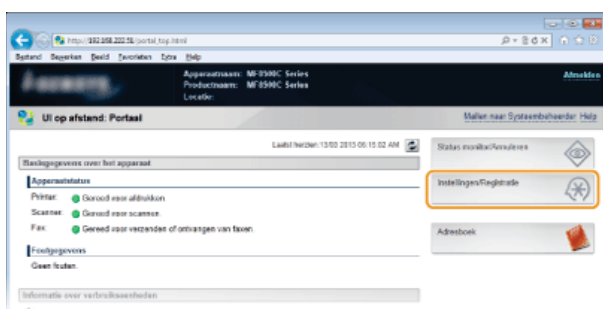 http://192.168.222.51/portal_top.html
Bestand Bewerken Beeld Favorieten Extra Help
Apparaatnaam: MF8500C Series
Productnaam: MF8500C Series
Locatie:
Afmelden
UI op afstand: Portaal
Mailen naar Systeembeheerder Help
Laatst herzien: 13/03 2013 06:15:02 AM
Basisgegevens over het apparaat
Apparaatstatus
Printer: Gereed voor afdrukken.
Scanner: Gereed voor scannen.
Fax: Gereed voor verzenden of ontvangen van faxen.
Foutgegevens
Geen fouten.
Informatie over verbruikseenheden
Status monitor/Annuleren
Instellingen/Registratie
Adresboek